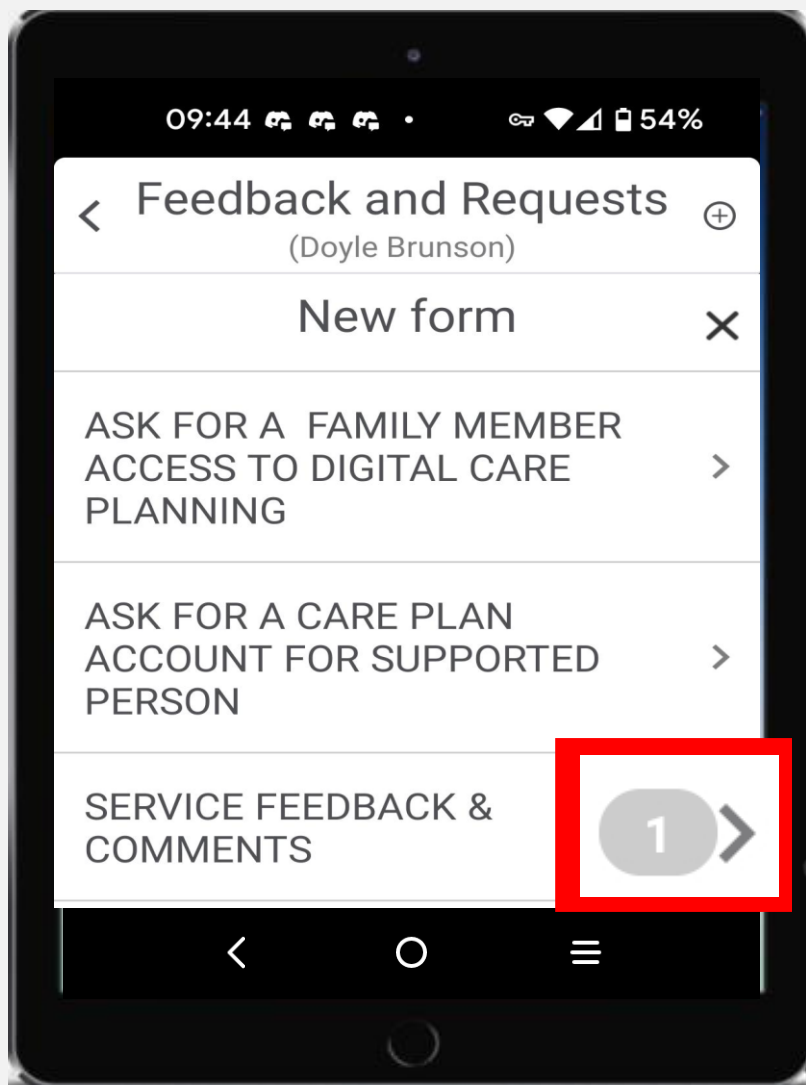 09:44 54%
Feedback and Requests
(Doyle Brunson)
New form
ASK FOR A FAMILY MEMBER
ACCESS TO DIGITAL CARE
PLANNING
ASK FOR A CARE PLAN
ACCOUNT FOR SUPPORTED
PERSON
SERVICE FEEDBACK &
COMMENTS
1